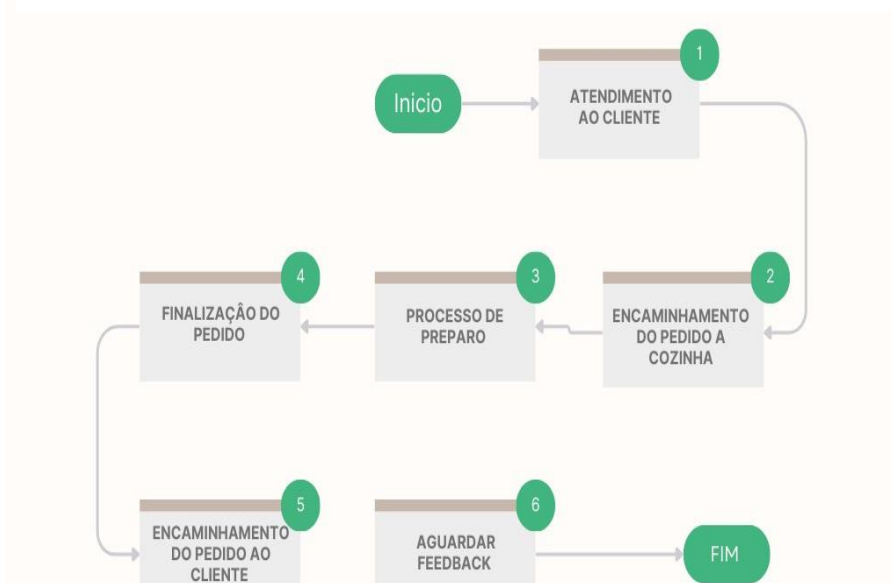 Inicio
1
ATENDIMENTO
AO CLIENTE
2
ENCAMINHAMENTO
DO PEDIDO A
COZINHA
3
PROCESSO DE
PREPARO
4
FINALIZAÇÂO DO
PEDIDO
5
ENCAMINHAMENTO
DO PEDIDO AO
CLIENTE
6
AGUARDAR
FEEDBACK
FIM